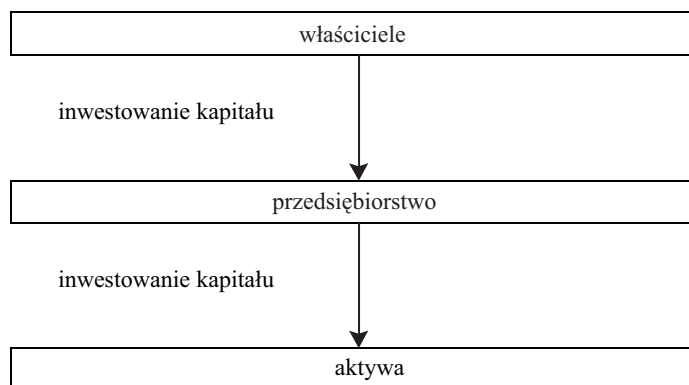 właściciele
inwestowanie kapitału
przedsiębiorstwo
inwestowanie kapitału
aktywa